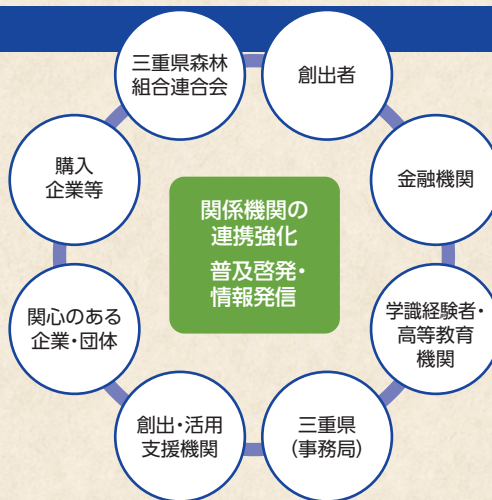 三重県森林
組合連合会
創出者
購入
企業等
金融機関
関係機関の
連携強化
普及啓発・
情報発信
関心のある
企業・団体
学識経験者・
高等教育
機関
創出・活用
支援機関
三重県
(事務局)